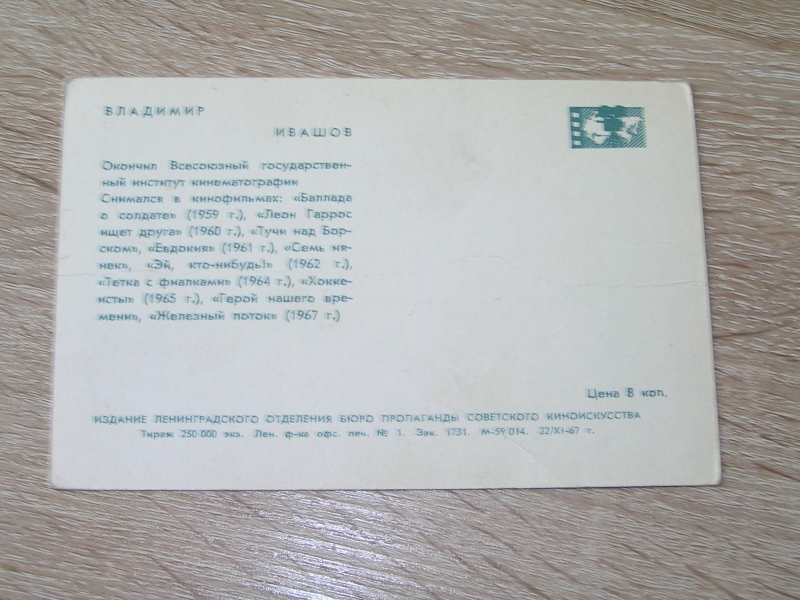 ВЛАДИМИР
ИВАШОВ
Окончил Всесоюзный государствен-
ный институт кинематографии
Снимался в кинофильмах: «Баллада
о солдате» (1959 г.), «Леон Гаррос
ищет друга» (1960 г.), «Тучи над Бор-
ском», «Евдокия» (1961 г.), «Семь ня-
нек», «Эй, кто-нибудь!» (1962 г.),
«Тетка с фиалками» (1964 г.), «Хокке-
исты» (1965 г.), «Герой нашего вре-
мени», «Железный поток» (1967 г.)
Цена 8 коп.
ИЗДАНИЕ ЛЕНИНГРАДСКОГО ОТДЕЛЕНИЯ БЮРО ПРОПАГАНДЫ СОВЕТСКОГО КИНОИСКУССТВА
Тираж 250 000 экз. Лен. ф-ка офс. печ. № 1. Зак. 1731. М-59 014. 22/XI-67 г.